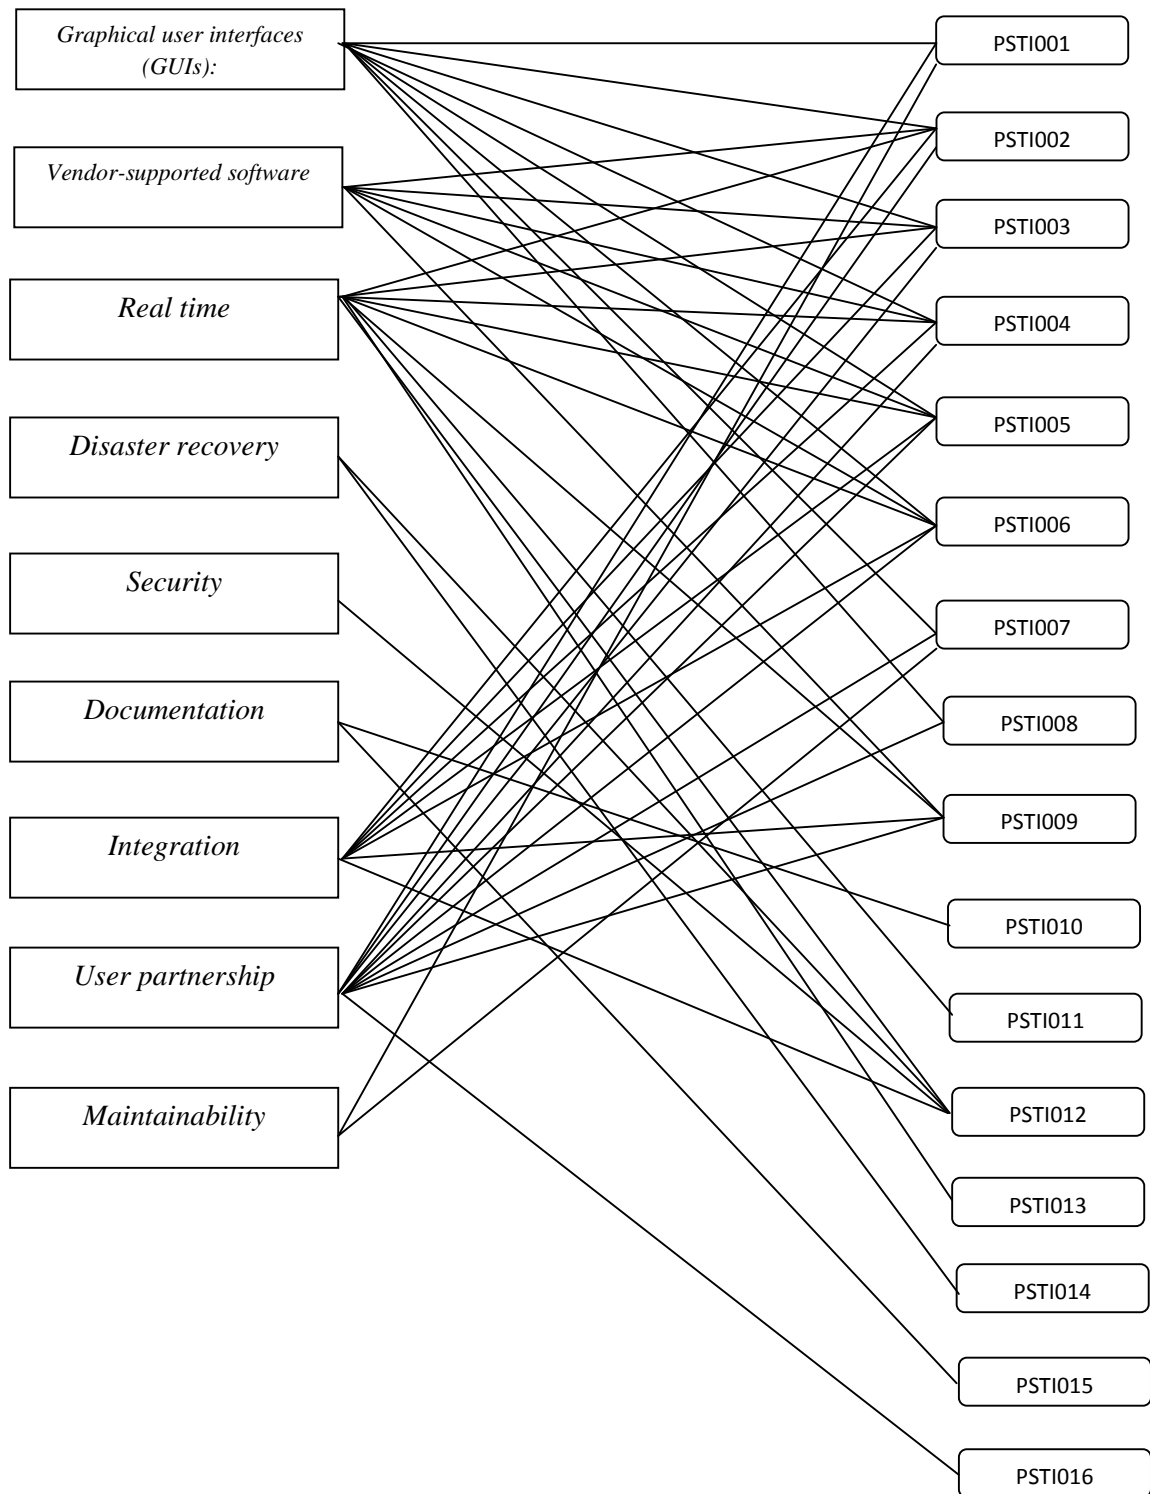 Graphical user interfaces
(GUIs):
Vendor-supported software
Real time
Disaster recovery
Security
Documentation
Integration
User partnership
Maintainability
PSTI001
PSTI002
PSTI003
PSTI004
PSTI005
PSTI006
PSTI007
PSTI008
PSTI009
PSTI010
PSTI011
PSTI012
PSTI013
PSTI014
PSTI015
PSTI016